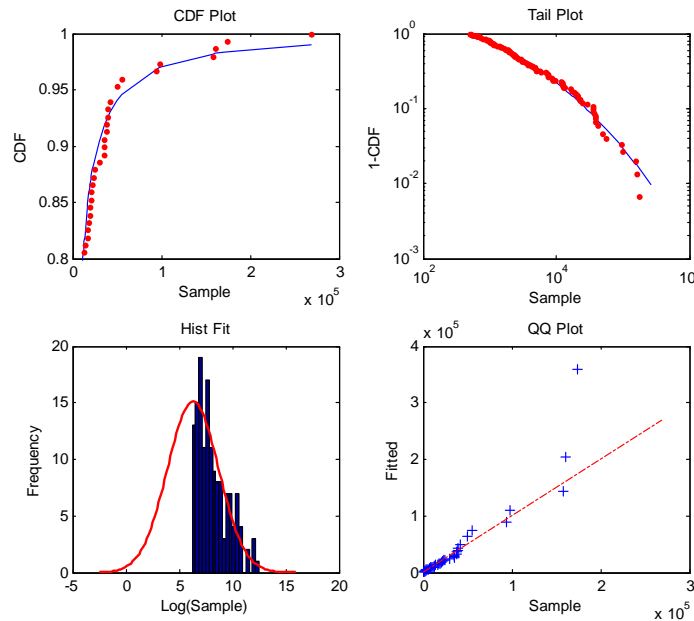 CDF Plot
1
0.95
0.9
0.85
0.8
CDF
0 1 2 3
Sample
x 10^5
Tail Plot
10^0
10^-1
10^-2
10^-3
1-CDF
10^2 10^4 10^6
Sample
Hist Fit
20
15
10
5
0
Frequency
-5 0 5 10 15 20
Log(Sample)
QQ Plot
x 10^5
4
3
2
1
0
Fitted
0 1 2 3
Sample
x 10^5